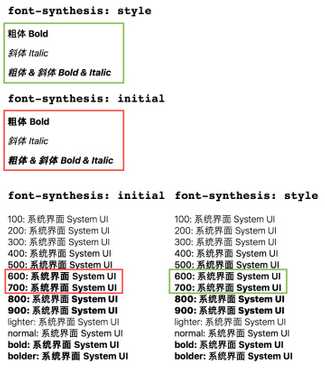 font-synthesis: style
粗体 Bold
斜体 Italic
粗体 & 斜体 Bold & Italic
font-synthesis: initial
粗体 Bold
斜体 Italic
粗体 & 斜体 Bold & Italic
font-synthesis: initial font-synthesis: style
100: 系统界面 System UI 100: 系统界面 System UI
200: 系统界面 System UI 200: 系统界面 System UI
300: 系统界面 System UI 300: 系统界面 System UI
400: 系统界面 System UI 400: 系统界面 System UI
500: 系统界面 System UI 500: 系统界面 System UI
600: 系统界面 System UI 600: 系统界面 System UI
700: 系统界面 System UI 700: 系统界面 System UI
800: 系统界面 System UI 800: 系统界面 System UI
900: 系统界面 System UI 900: 系统界面 System UI
lighter: 系统界面 System UI lighter: 系统界面 System UI
normal: 系统界面 System UI normal: 系统界面 System UI
bold: 系统界面 System UI bold: 系统界面 System UI
bolder: 系统界面 System UI bolder: 系统界面 System UI